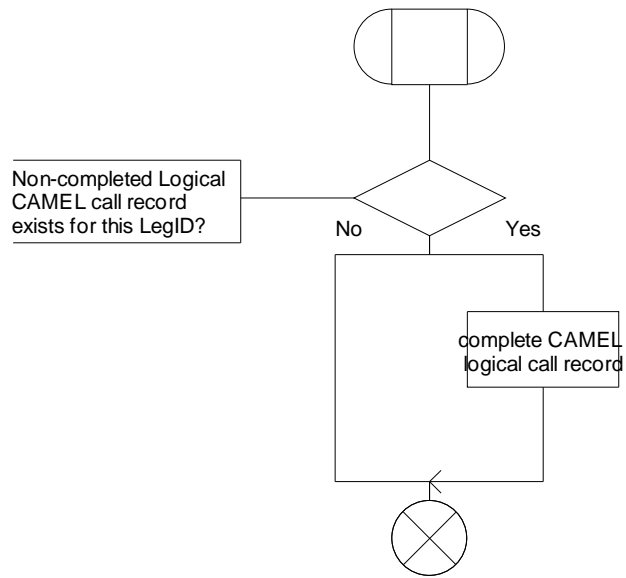 Non-completed Logical
CAMEL call record
exists for this LegID?
No
Yes
complete CAMEL
logical call record